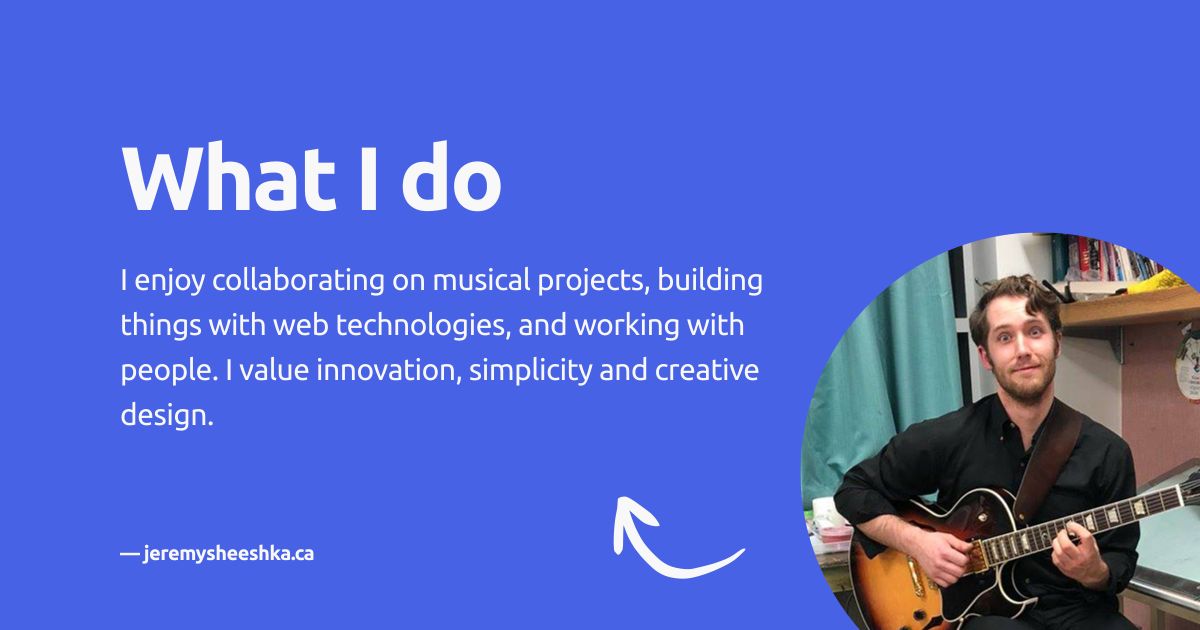 What I do
I enjoy collaborating on musical projects, building
things with web technologies, and working with
people. I value innovation, simplicity and creative
design.
— jeremysheeshka.ca